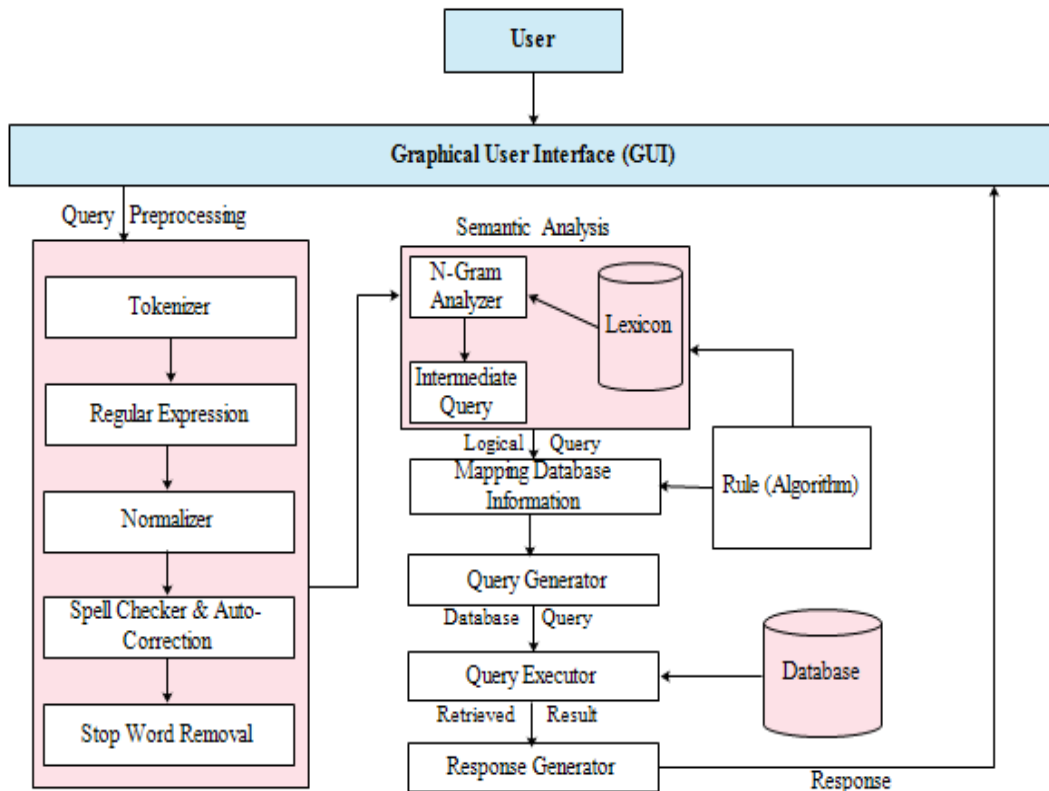 User
Graphical User Interface (GUI)
Query Preprocessing
Tokenizer
Regular Expression
Normalizer
Spell Checker & Auto-
Correction
Stop Word Removal
Semantic Analysis
N-Gram
Analyzer
Lexicon
Intermediate
Query
Logical Query
Mapping Database
Information
Rule (Algorithm)
Query Generator
Database Query
Query Executor
Database
Retrieved Result
Response Generator
Response